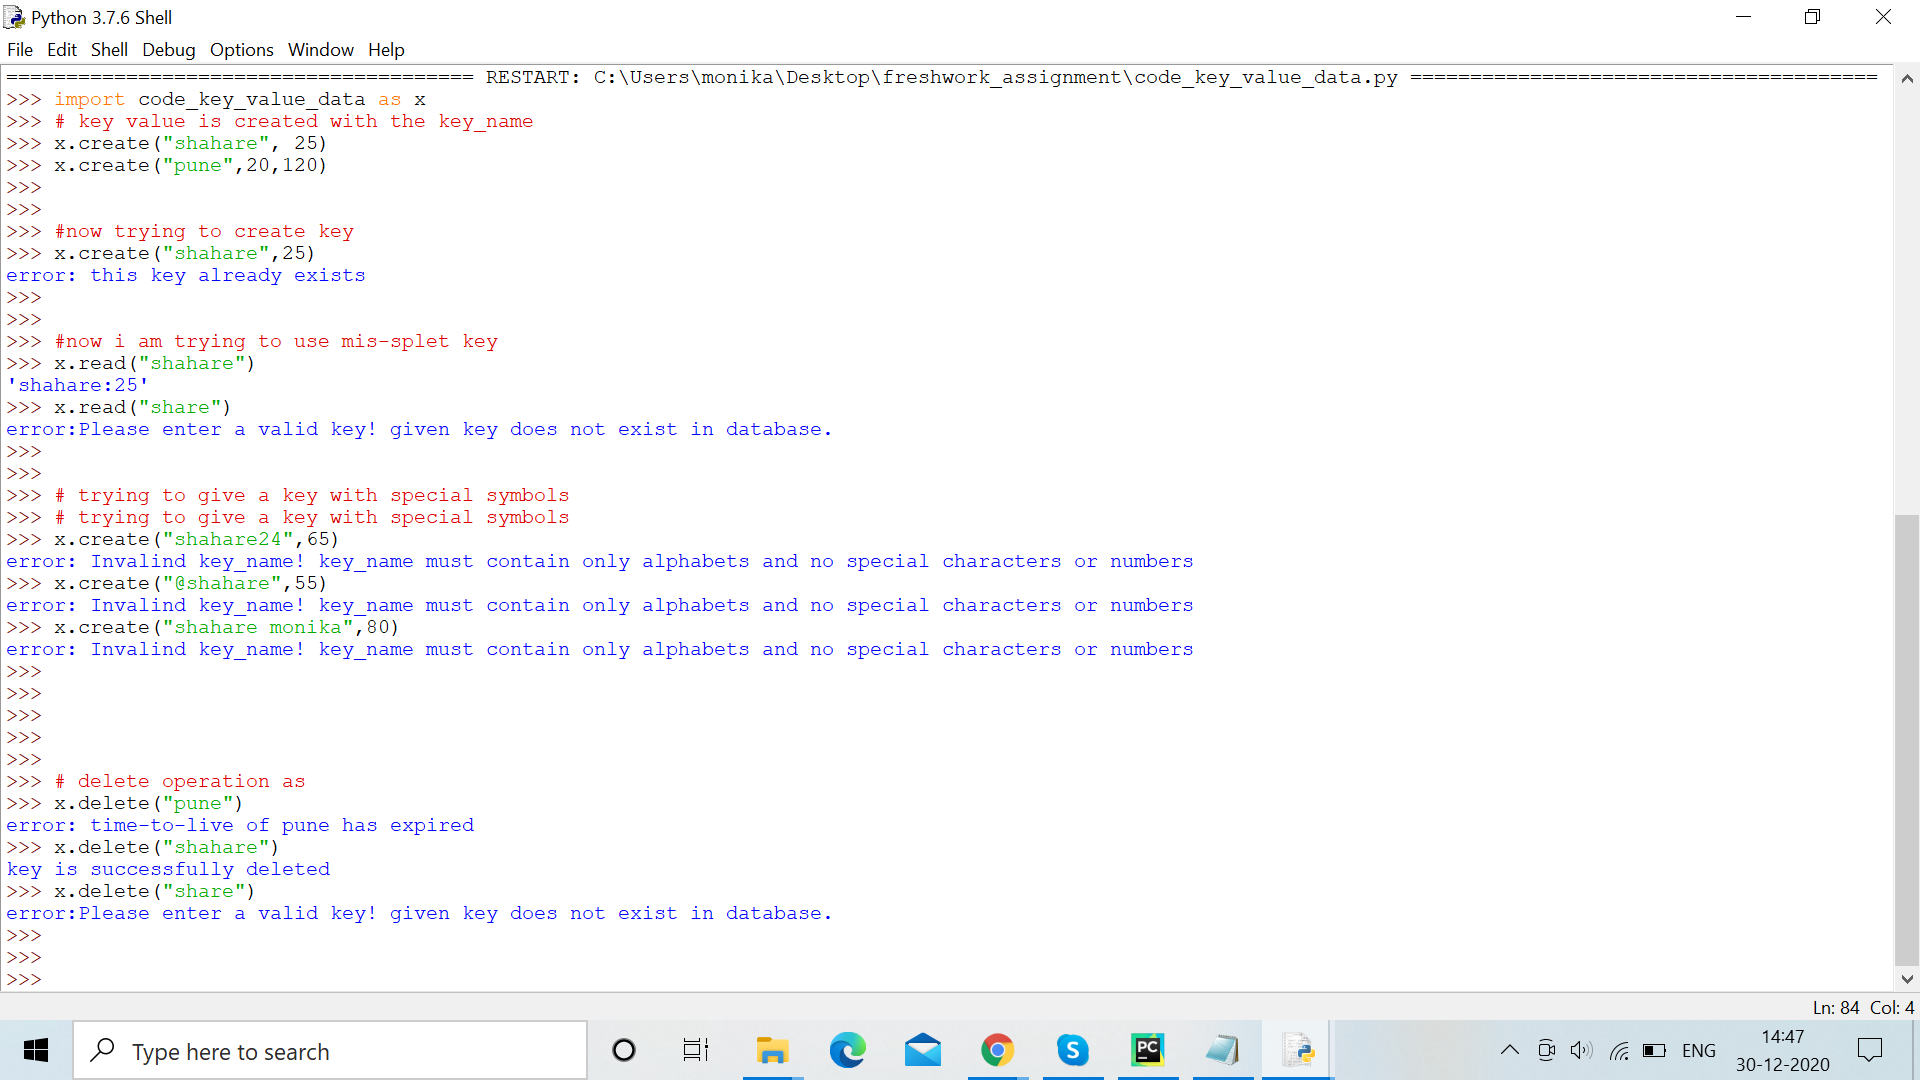 Python 3.7.6 Shell
File Edit Shell Debug Options Window Help
======================================= RESTART: C:\Users\monika\Desktop\freshwork_assignment\code_key_value_data.py =======================================
>>> import code_key_value_data as x
>>> # key value is created with the key_name
>>> x.create("shahare", 25)
>>> x.create("pune",20,120)
>>>
>>>
>>> #now trying to create key
>>> x.create("shahare",25)
error: this key already exists
>>>
>>>
>>> #now i am trying to use mis-splet key
>>> x.read("shahare")
'shahare:25'
>>> x.read("share")
error:Please enter a valid key! given key does not exist in database.
>>>
>>>
>>> # trying to give a key with special symbols
>>> # trying to give a key with special symbols
>>> x.create("shahare24",65)
error: Invalind key_name! key_name must contain only alphabets and no special characters or numbers
>>> x.create("@shahare",55)
error: Invalind key_name! key_name must contain only alphabets and no special characters or numbers
>>> x.create("shahare monika",80)
error: Invalind key_name! key_name must contain only alphabets and no special characters or numbers
>>>
>>>
>>>
>>>
>>>
>>> # delete operation as
>>> x.delete("pune")
error: time-to-live of pune has expired
>>> x.delete("shahare")
key is successfully deleted
>>> x.delete("share")
error:Please enter a valid key! given key does not exist in database.
>>>
>>>
>>>
Ln: 84 Col: 4
Type here to search
S
PC
ENG
14:47
30-12-2020